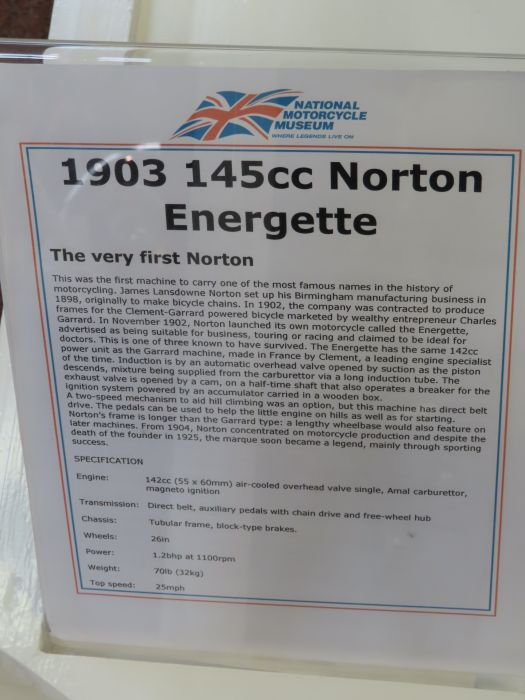 NATIONAL
MOTORCYCLE
MUSEUM
WHERE LEGENDS LIVE ON
1903 145cc Norton
Energette
The very first Norton
This was the first machine to carry one of the most famous names in the history of
motorcycling. James Lansdowne Norton set up his Birmingham manufacturing business in
1898, originally to make bicycle chains. In 1902, the company was contracted to produce
frames for the Clement-Garrard powered bicycle marketed by wealthy entrepreneur Charles
Garrard. In November 1902, Norton launched its own motorcycle called the Energette,
advertised as being suitable for business, touring or racing and claimed to be ideal for
doctors. This is one of three known to have survived. The Energette has the same 142cc
power unit as the Garrard machine, made in France by Clement, a leading engine specialist
of the time. Induction is by an automatic overhead valve opened by suction as the piston
descends, mixture being supplied from the carburettor via a long induction tube. The
exhaust valve is opened by a cam, on a half-time shaft that also operates a breaker for the
ignition system powered by an accumulator carried in a wooden box.
A two-speed mechanism to aid hill climbing was an option, but this machine has direct belt
drive. The pedals can be used to help the little engine on hills as well as for starting.
Norton's frame is longer than the Garrard type: a lengthy wheelbase would also feature on
later machines. From 1904, Norton concentrated on motorcycle production and despite the
death of the founder in 1925, the marque soon became a legend, mainly through sporting
success.
SPECIFICATION
Engine: 142cc (55 x 60mm) air-cooled overhead valve single, Amal carburettor,
magneto ignition
Transmission: Direct belt, auxiliary pedals with chain drive and free-wheel hub
Chassis: Tubular frame, block-type brakes.
Wheels: 26in
Power: 1.2bhp at 1100rpm
Weight: 70lb (32kg)
Top speed: 25mph